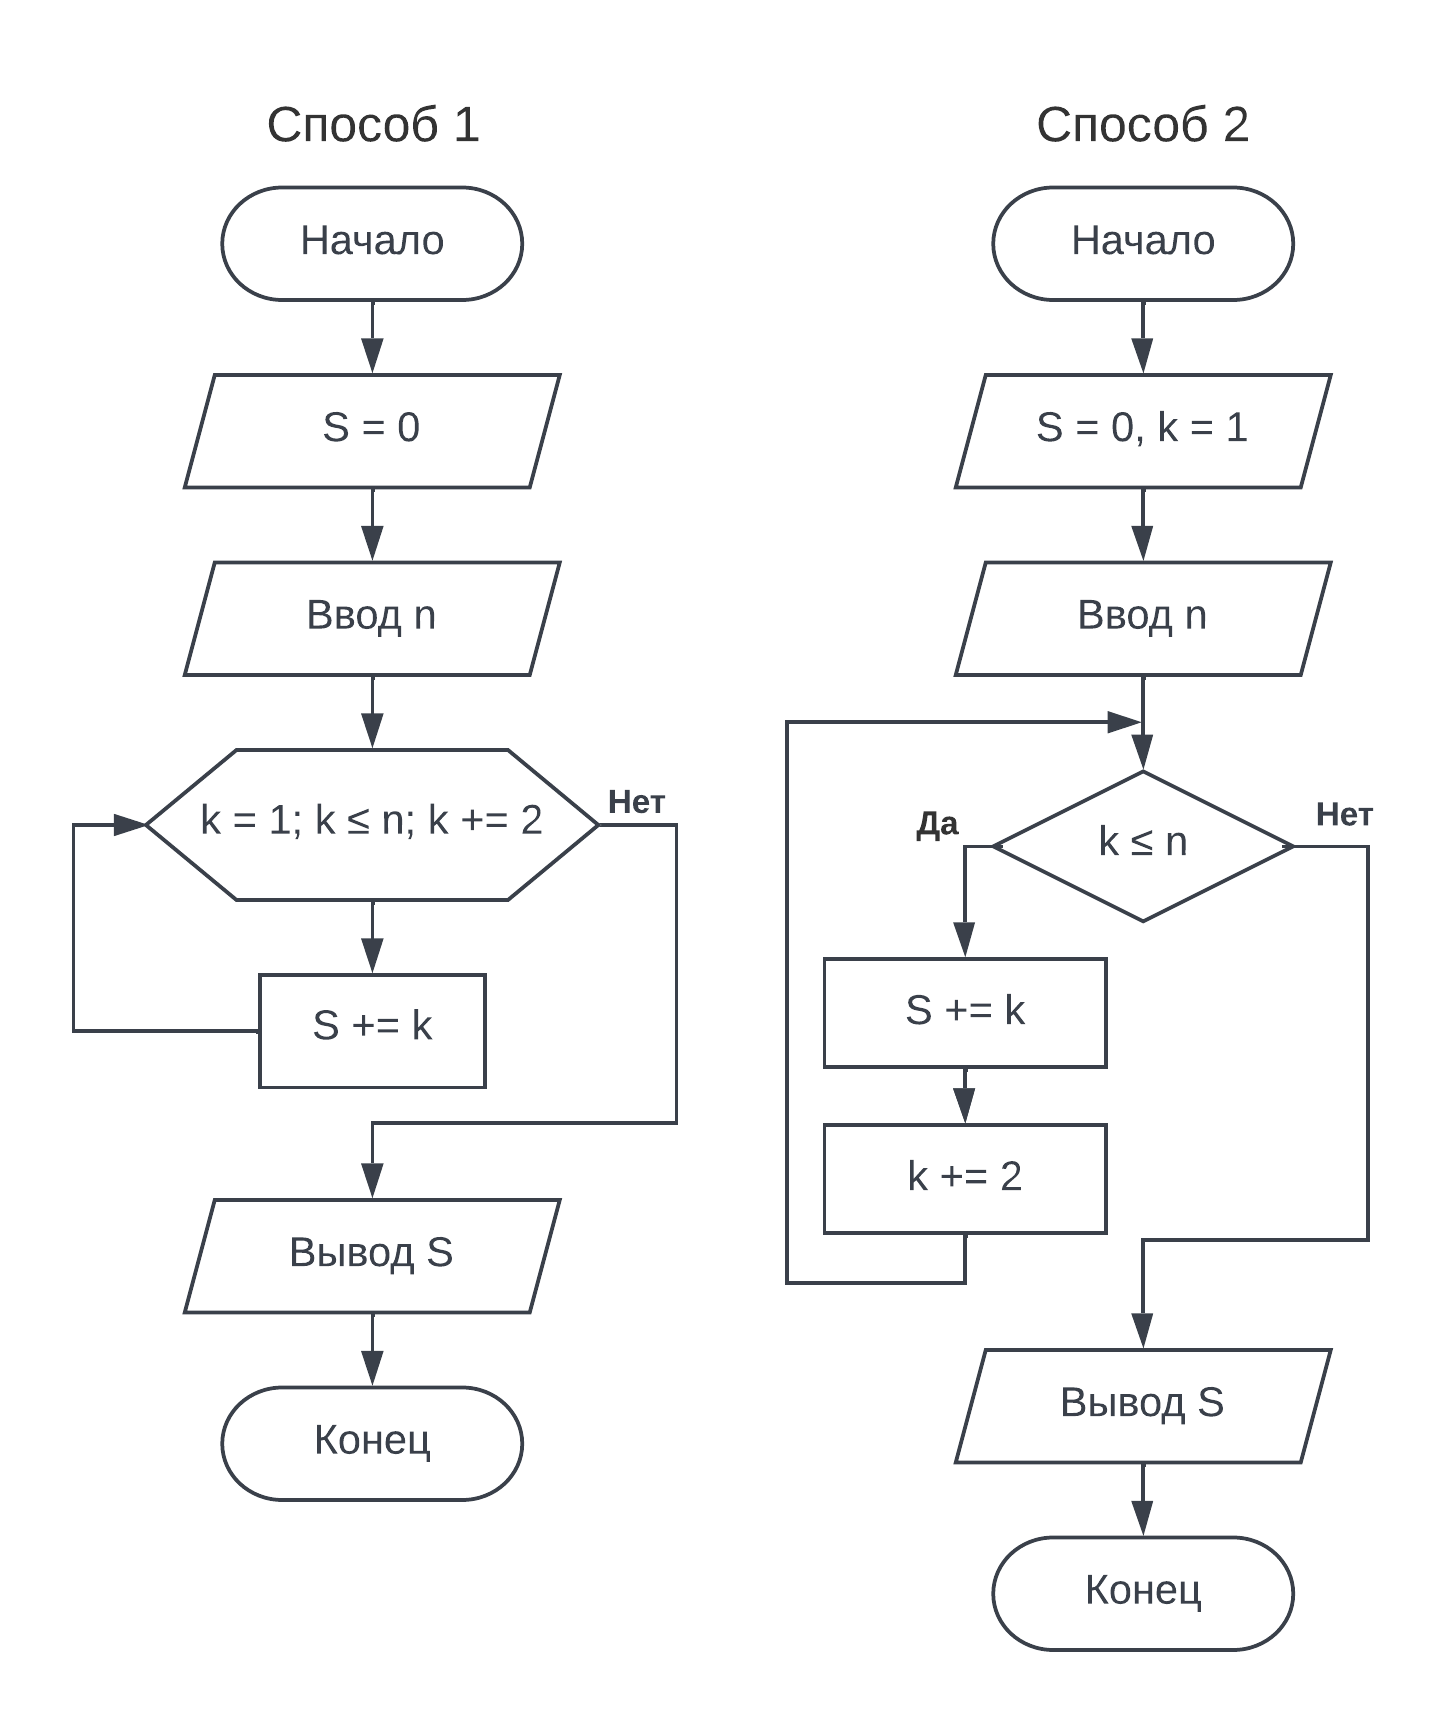 Способ 1
Начало
S = 0
Ввод n
k = 1; k ≤ n; k += 2
Нет
S += k
Вывод S
Конец
Способ 2
Начало
S = 0, k = 1
Ввод n
k ≤ n
Да
Нет
S += k
k += 2
Вывод S
Конец